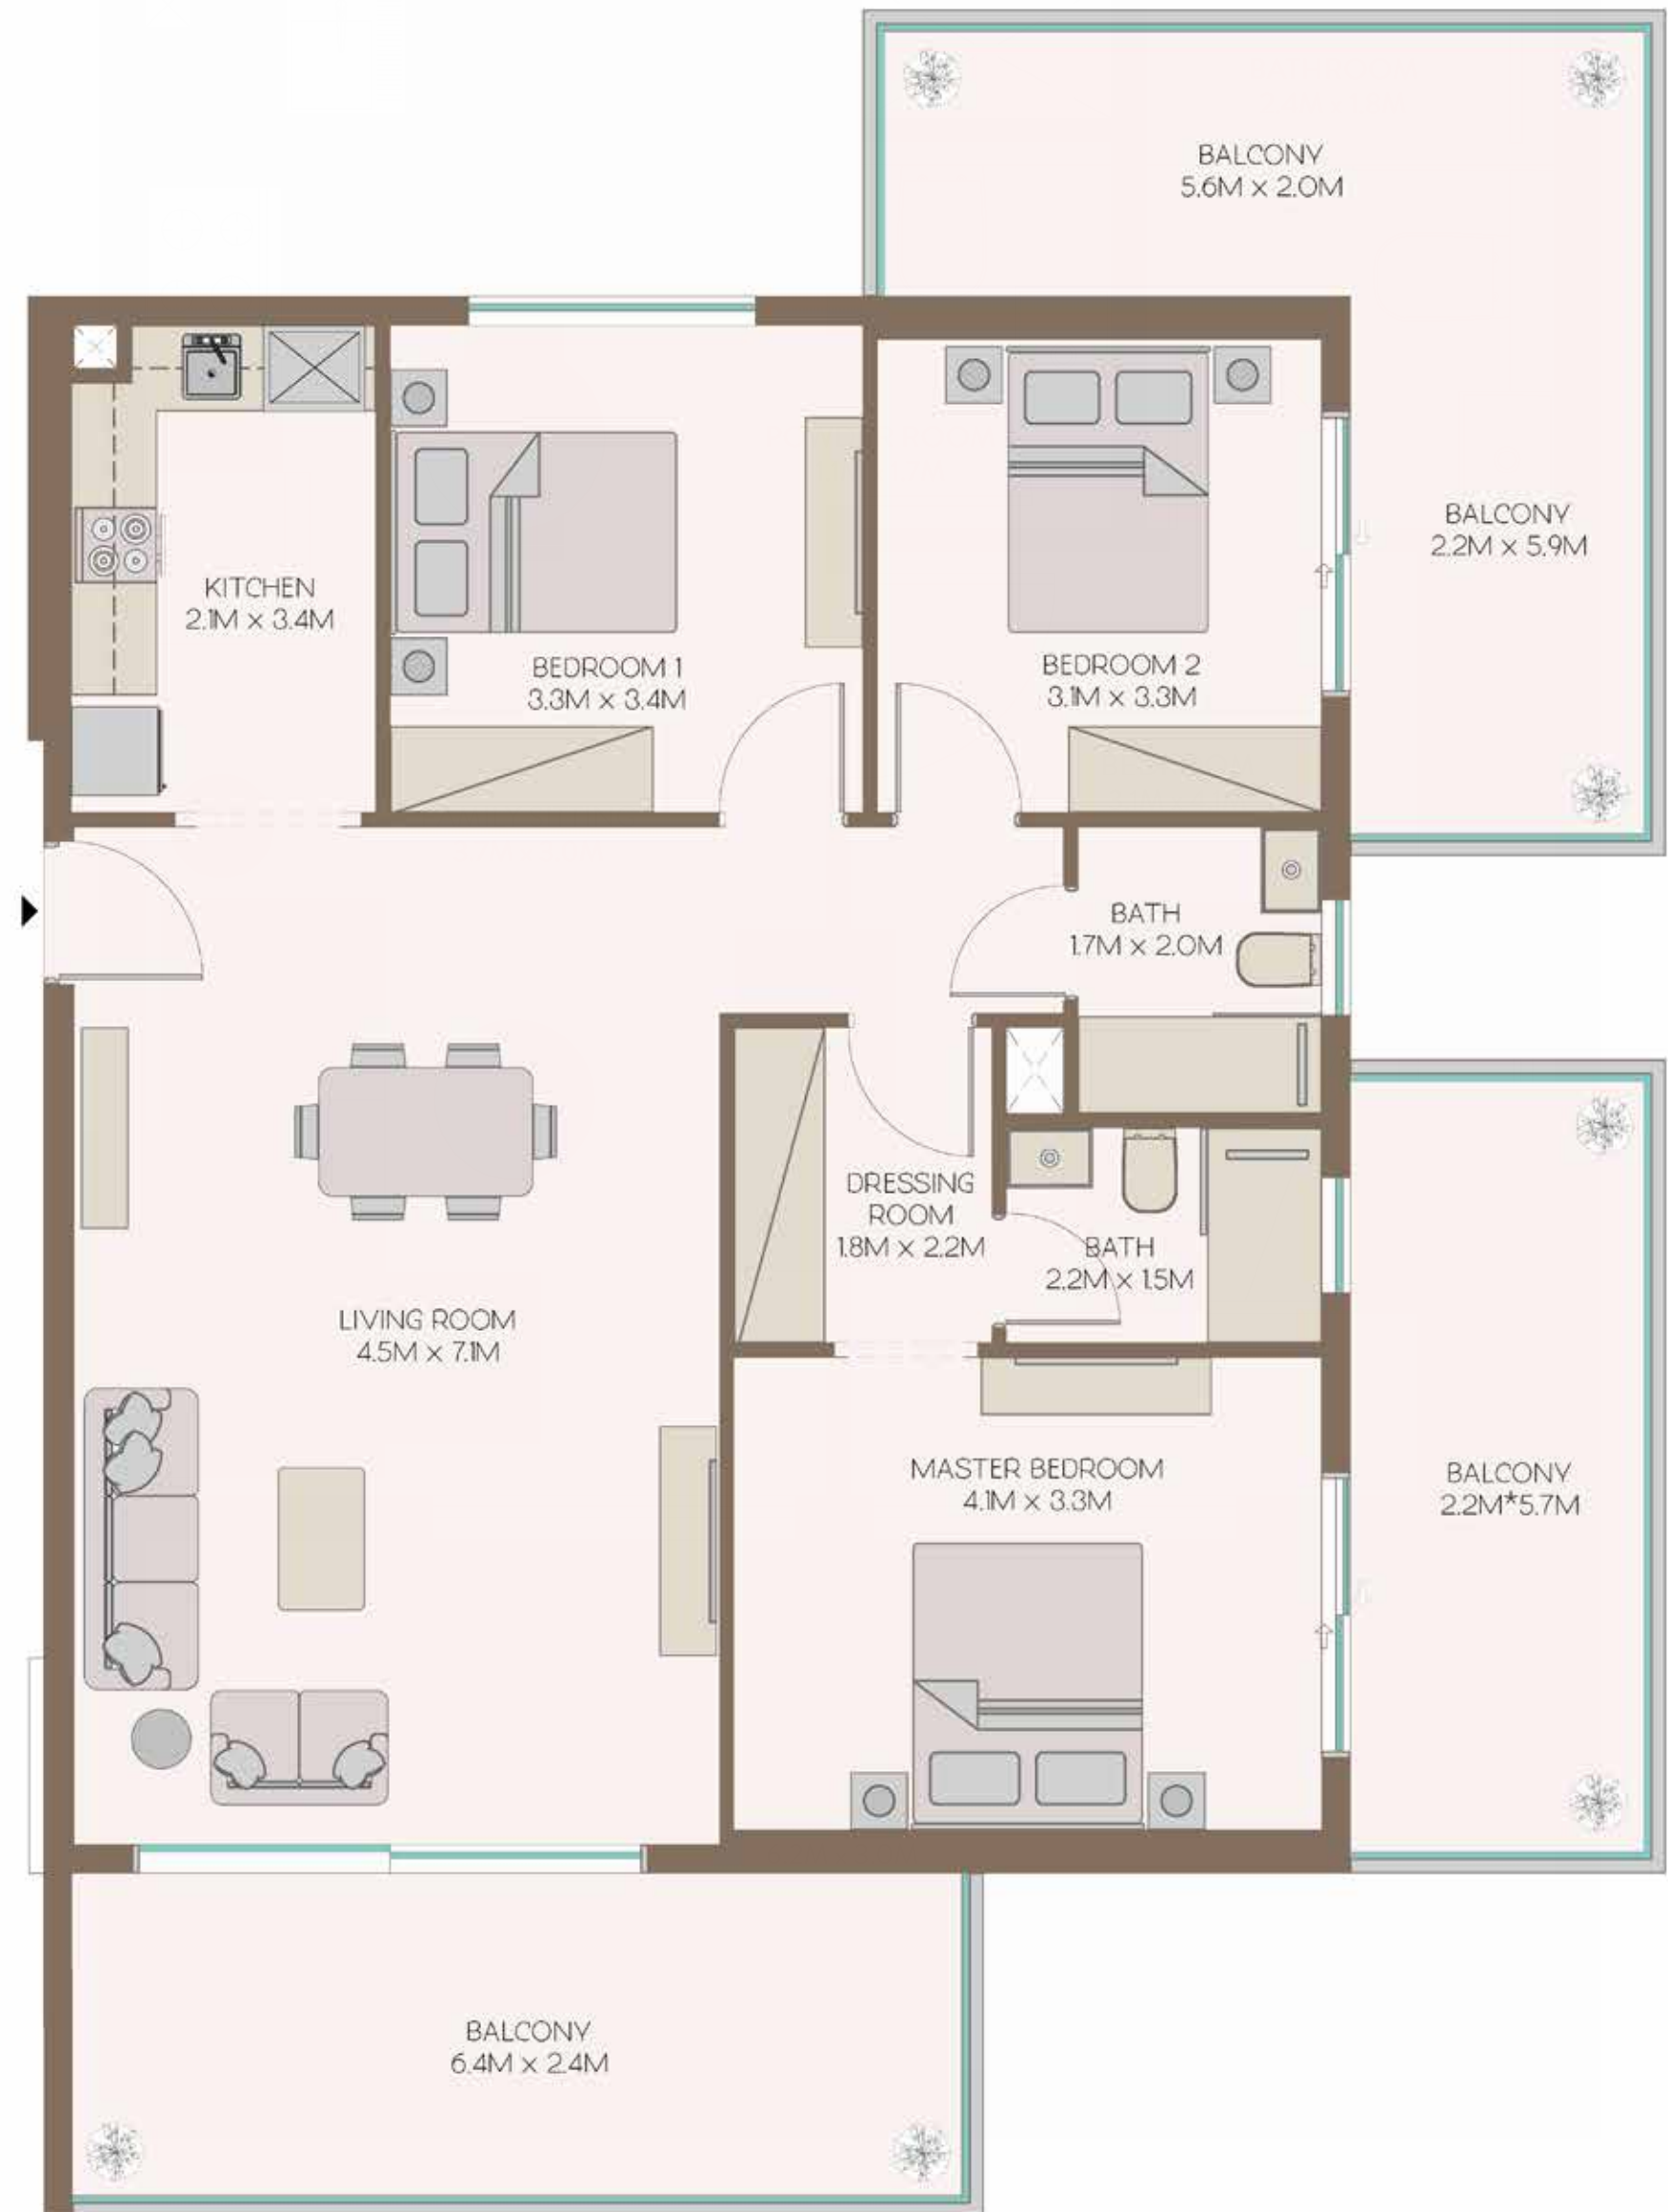 BALCONY
5.6M x 2.0M
BALCONY
2.2M x 5.9M
KITCHEN
2.1M x 3.4M
BEDROOM 1
3.3M x 3.4M
BEDROOM 2
3.1M x 3.3M
BATH
1.7M x 2.0M
DRESSING
ROOM
1.8M x 2.2M
BATH
2.2M x 1.5M
LIVING ROOM
4.5M x 7.1M
MASTER BEDROOM
4.1M x 3.3M
BALCONY
2.2M*5.7M
BALCONY
6.4M x 2.4M